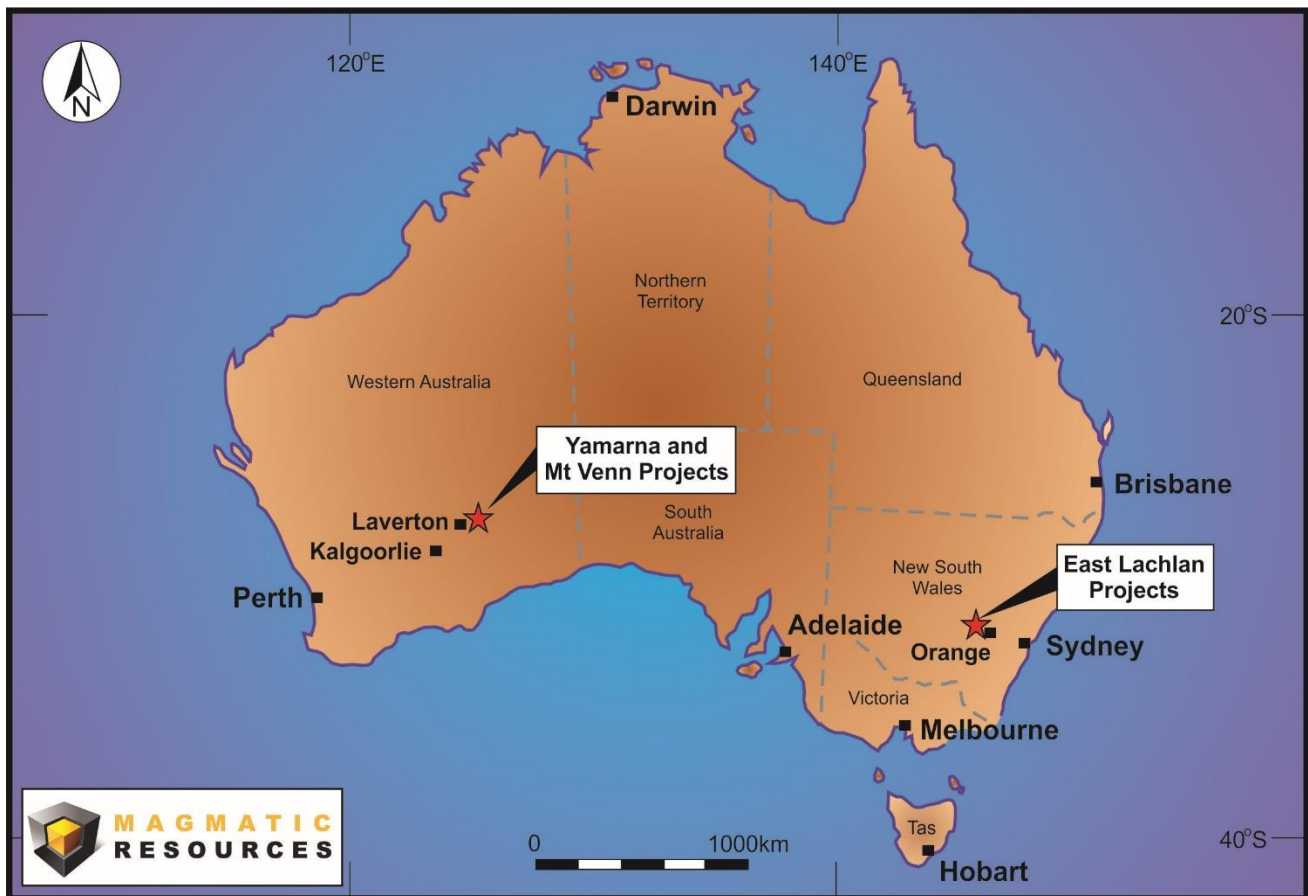 120°E
140°E
N
Darwin
Northern
Territory
20°S
Western Australia
Queensland
Yamarna and
Mt Venn Projects
Brisbane
Laverton
South
Australia
Kalgoorlie
New South
Wales
East Lachlan
Projects
Perth
Adelaide
Orange
Sydney
Victoria
Melbourne
MAGMATIC
RESOURCES
0
1000km
Tas
40°S
Hobart